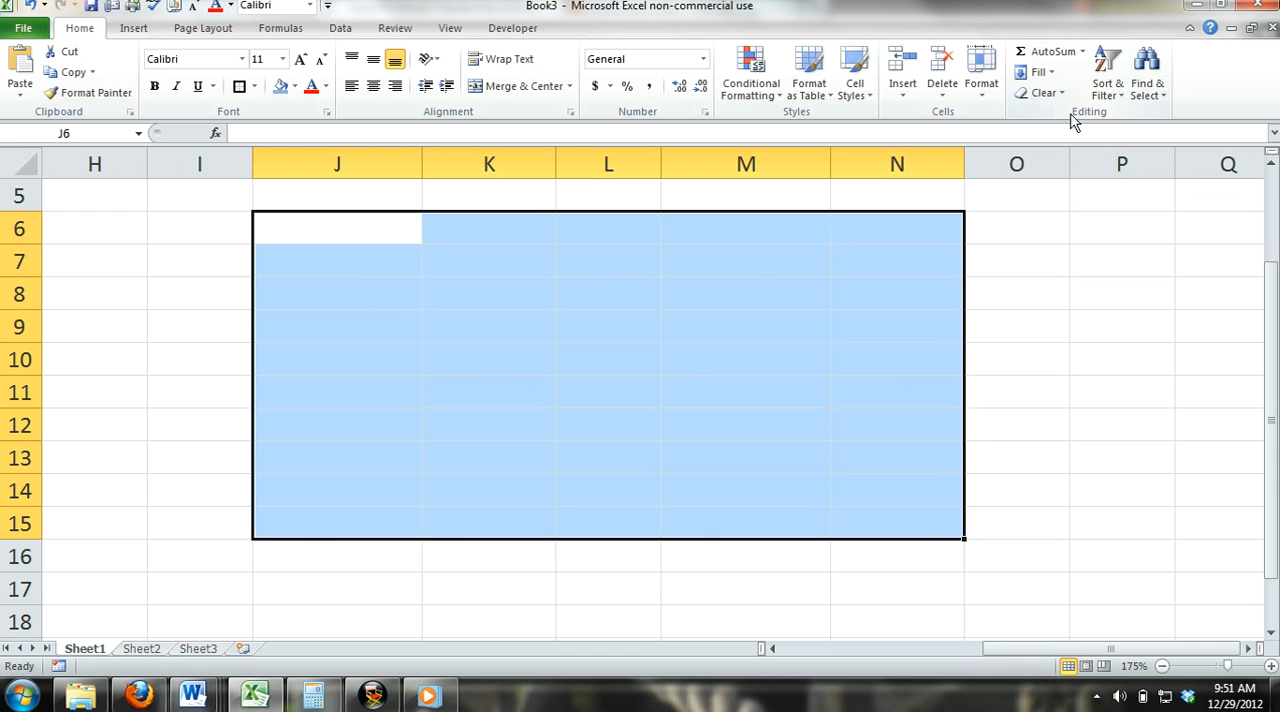 Calibri
Book3 - Microsoft Excel non-commercial use
File Home Insert Page Layout Formulas Data Review View Developer
Paste
Cut
Copy
Format Painter
Clipboard
Calibri 11
B I U
Font
Wrap Text
Merge & Center
Alignment
General
$ % ,
Number
Conditional Formatting
Format as Table
Cell Styles
Styles
Insert Delete Format
Cells
Σ AutoSum
Fill
Clear
Sort & Filter
Find & Select
Editing
J6 fx
H I J K L M N O P Q
5
6
7
8
9
10
11
12
13
14
15
16
17
18
Sheet1 Sheet2 Sheet3
Ready 175%
9:51 AM
12/29/2012